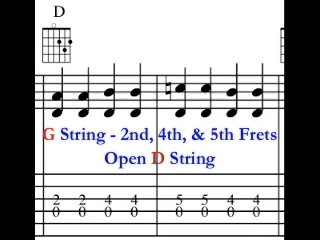 D
G String - 2nd, 4th, & 5th Frets
Open D String
2 2 4 4 5 5 4 4
0 0 0 0 0 0 0 0